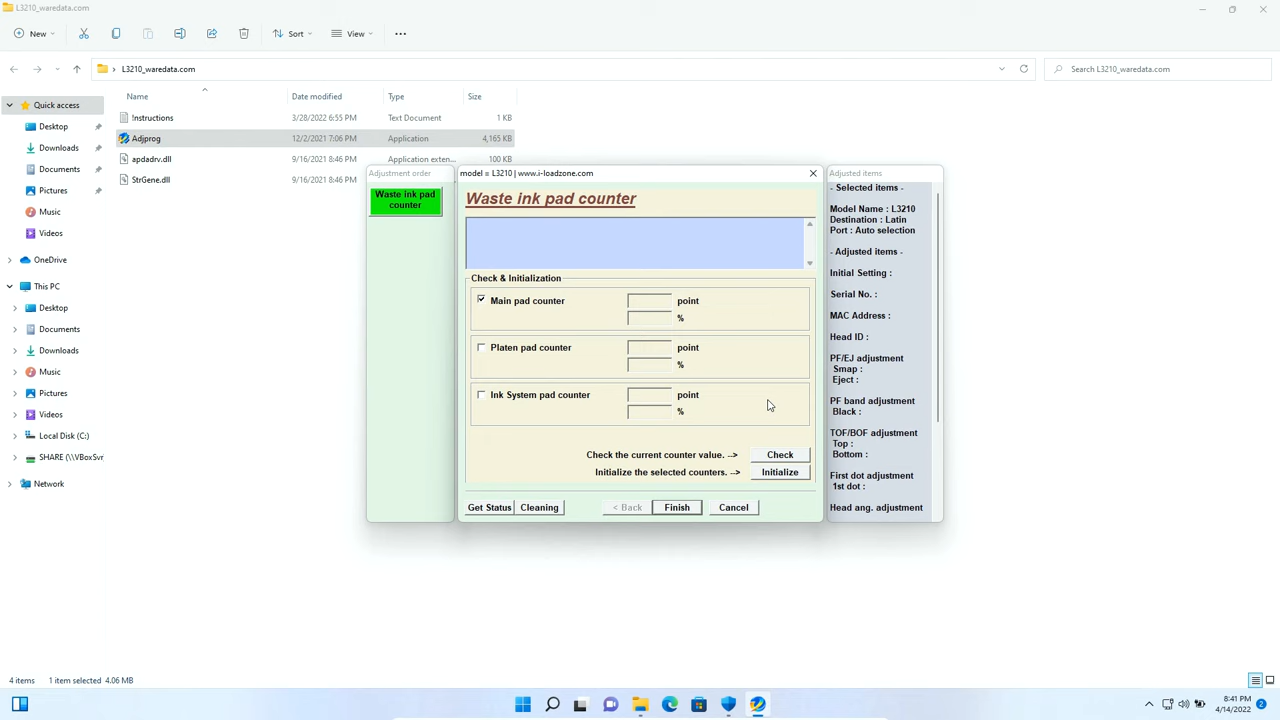 L3210_waredata.com
New
Sort
View
L3210_waredata.com
Search L3210_waredata.com
Name
Date modified
Type
Size
Quick access
Desktop
Downloads
Documents
Pictures
Music
Videos
OneDrive
This PC
Desktop
Documents
Downloads
Music
Pictures
Videos
Local Disk (C:)
SHARE (\\VBoxSvr
Network
!nstructions 3/28/2022 6:55 PM Text Document 1 KB
Adjprog 12/2/2021 7:06 PM Application 4,165 KB
apdadrv.dll 9/16/2021 8:46 PM Application exten... 100 KB
StrGene.dll 9/16/2021 8:46 PM
Adjustment order
Waste ink pad
counter
model = L3210 | www.i-loadzone.com
Waste ink pad counter
Check & Initialization
Main pad counter point
%
Platen pad counter point
%
Ink System pad counter point
%
Check the current counter value. --> Check
Initialize the selected counters. --> Initialize
Get Status Cleaning < Back Finish Cancel
Adjusted items
- Selected items -
Model Name : L3210
Destination : Latin
Port : Auto selection
- Adjusted items -
Initial Setting :
Serial No. :
MAC Address :
Head ID :
PF/EJ adjustment
Smap :
Eject :
PF band adjustment
Black :
TOF/BOF adjustment
Top :
Bottom :
First dot adjustment
1st dot :
Head ang. adjustment
4 items 1 item selected 4.06 MB
8:41 PM
4/14/2022
2